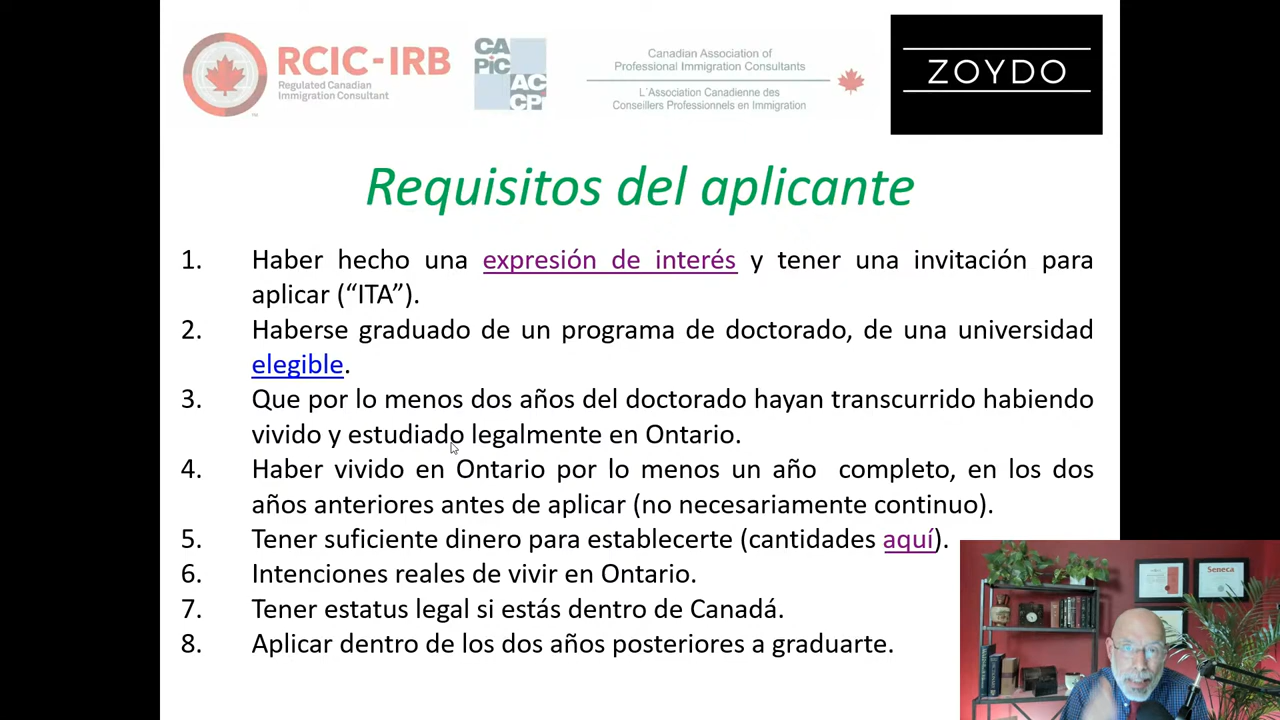 RCIC-IRB
Regulated Canadian
Immigration Consultant
CA
PiC
AC
CP
Canadian Association of
Professional Immigration Consultants
L´Association Canadienne des
Conseillers Professionnels en Immigration
ZOYDO
Requisitos del aplicante
1. Haber hecho una expresión de interés y tener una invitación para
aplicar (“ITA”).
2. Haberse graduado de un programa de doctorado, de una universidad
elegible.
3. Que por lo menos dos años del doctorado hayan transcurrido habiendo
vivido y estudiado legalmente en Ontario.
4. Haber vivido en Ontario por lo menos un año completo, en los dos
años anteriores antes de aplicar (no necesariamente continuo).
5. Tener suficiente dinero para establecerte (cantidades aquí).
6. Intenciones reales de vivir en Ontario.
7. Tener estatus legal si estás dentro de Canadá.
8. Aplicar dentro de los dos años posteriores a graduarte.
Seneca